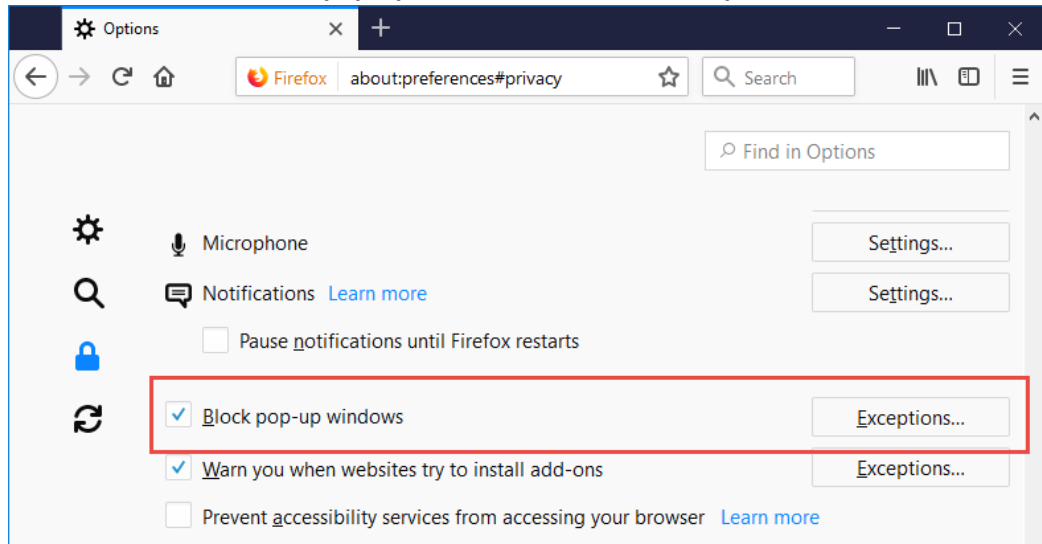 Options
Firefox about:preferences#privacy Search
Find in Options
Microphone Settings...
Notifications Learn more Settings...
Pause notifications until Firefox restarts
Block pop-up windows Exceptions...
Warn you when websites try to install add-ons Exceptions...
Prevent accessibility services from accessing your browser Learn more